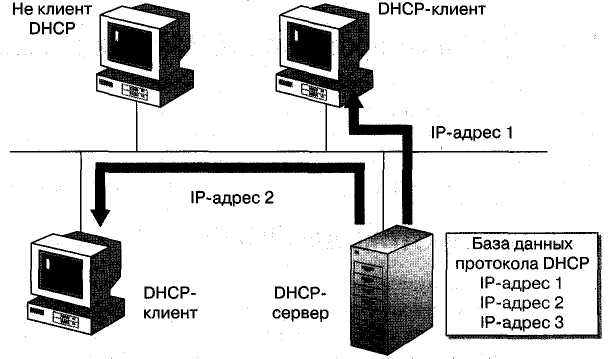 Не клиент
DHCP
DHCP-клиент
IP-адрес 1
IP-адрес 2
DHCP-
клиент
DHCP-
сервер
База данных
протокола DHCP
IP-адрес 1
IP-адрес 2
IP-адрес 3